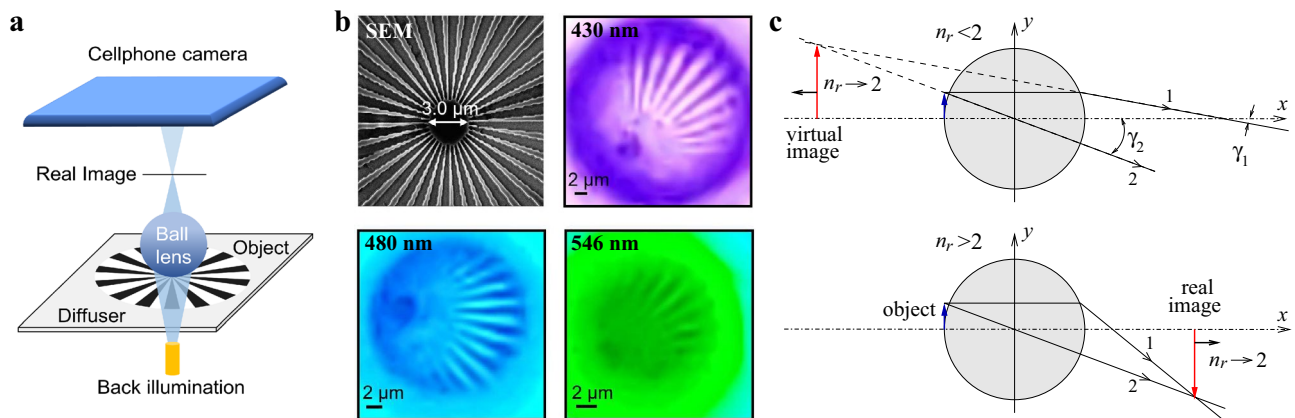 a
Cellphone camera
Real Image
Ball
lens
Object
Diffuser
Back illumination
b
SEM
3.0 µm
430 nm
2 µm
480 nm
2 µm
546 nm
2 µm
c
y
n_r<2
n_r→2
1
x
virtual
image
γ_2
γ_1
2
y
n_r>2
real
image
object
x
1
n_r→2
2